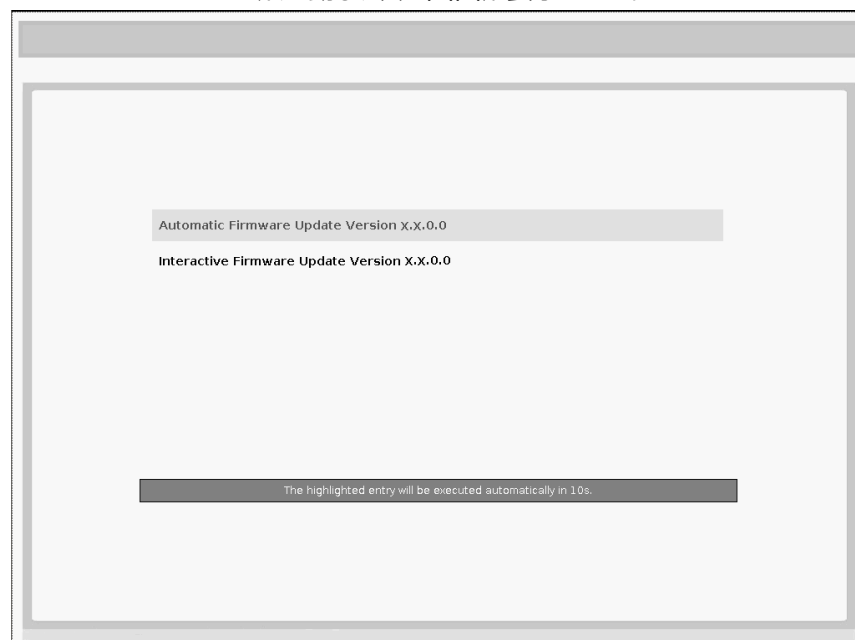 Automatic Firmware Update Version X.X.0.0
Interactive Firmware Update Version X.X.0.0
The highlighted entry will be executed automatically in 10s.